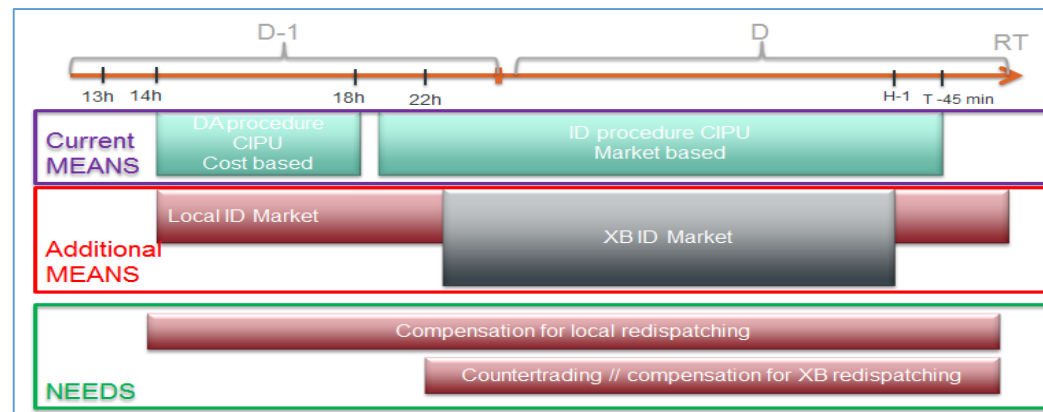 D-1
D
RT
13h
14h
18h
22h
H-1
T -45 min
Current
MEANS
DA procedure
CIPU
Cost based
ID procedure CIPU
Market based
Additional
MEANS
Local ID Market
XB ID Market
NEEDS
Compensation for local redispatching
Countertrading // compensation for XB redispatching